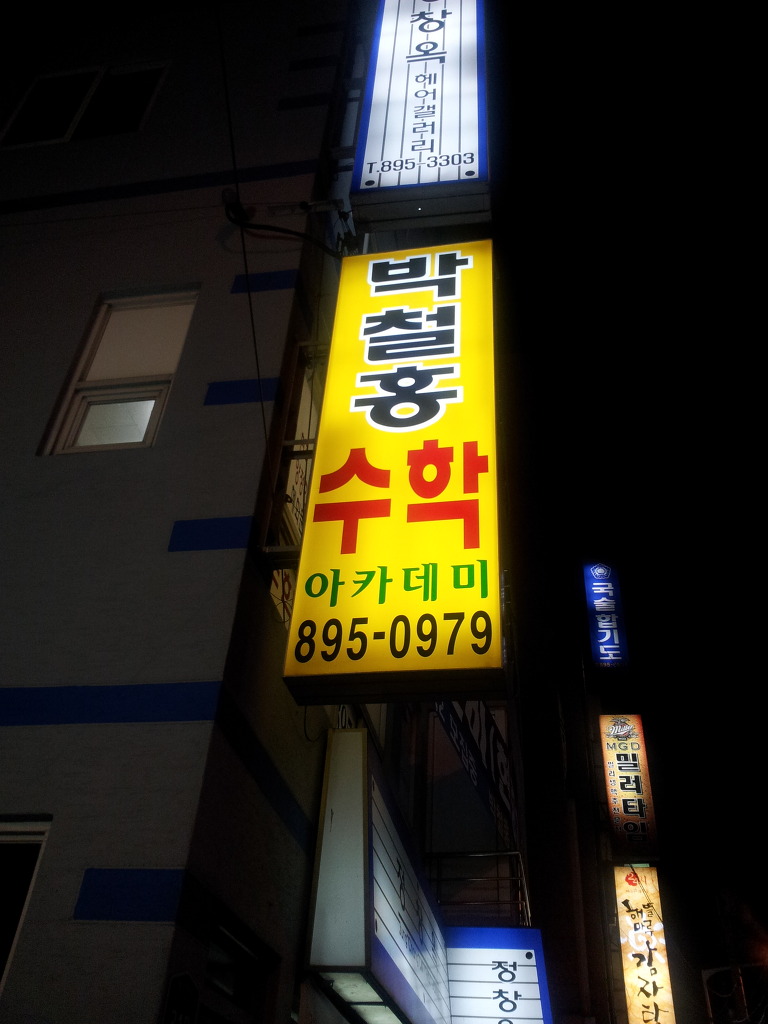 창옥
헤어갤러리
T.895-3303
박철홍
수학
아카데미
895-0979
국술합기도
Miller
MGD
밀러타임
감자탕
정창